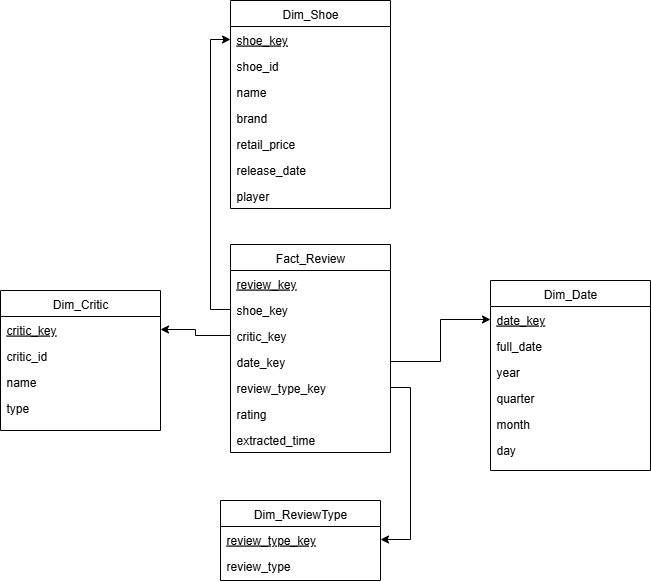 Dim_Shoe
shoe_key
shoe_id
name
brand
retail_price
release_date
player
Fact_Review
review_key
shoe_key
critic_key
date_key
review_type_key
rating
extracted_time
Dim_Critic
critic_key
critic_id
name
type
Dim_Date
date_key
full_date
year
quarter
month
day
Dim_ReviewType
review_type_key
review_type